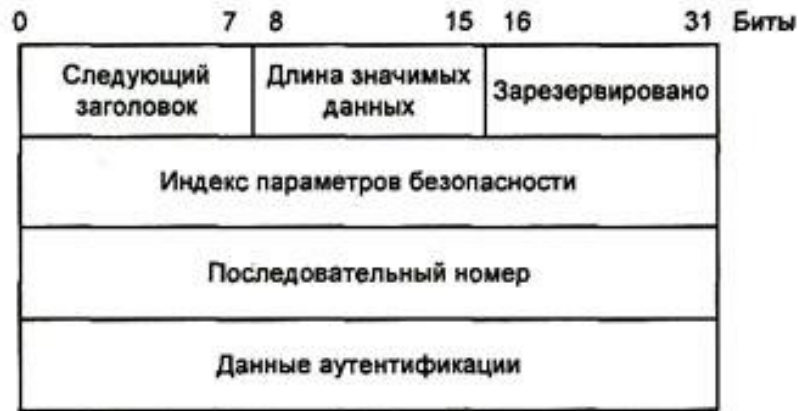 0 7 8 15 16 31 Биты
Следующий
заголовок
Длина значимых
данных
Зарезервировано
Индекс параметров безопасности
Последовательный номер
Данные аутентификации